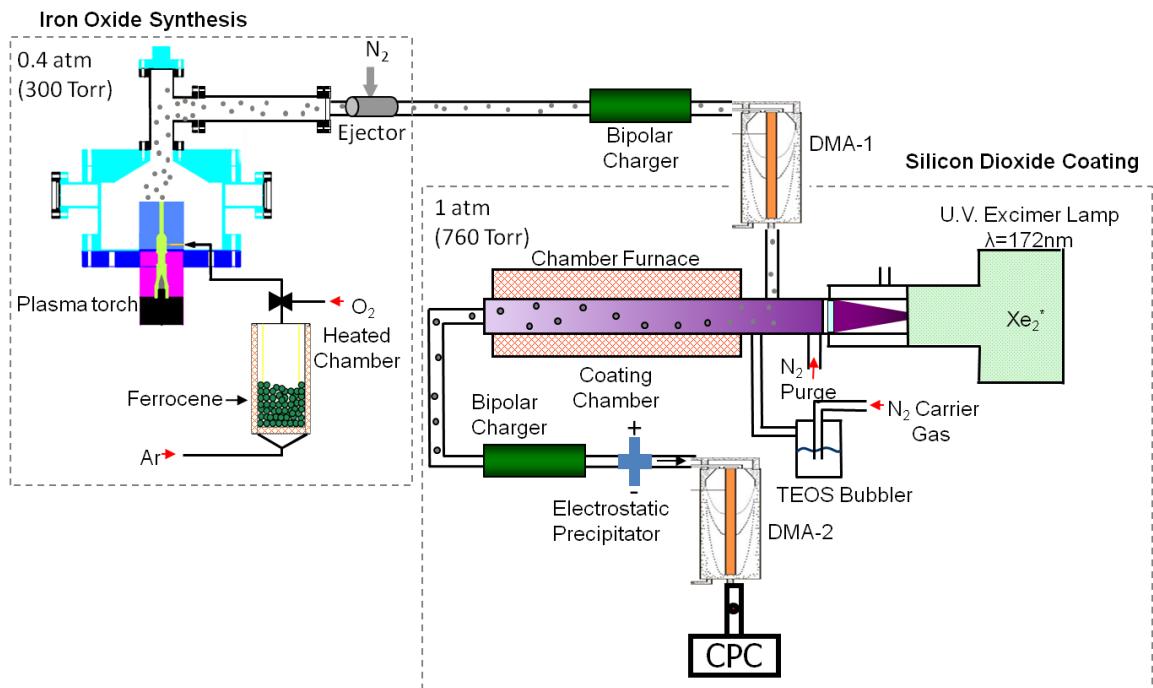 Iron Oxide Synthesis
0.4 atm
(300 Torr)
N₂
Ejector
Bipolar
Charger
DMA-1
Silicon Dioxide Coating
Plasma torch
O₂
Heated
Chamber
Ferrocene
Ar
1 atm
(760 Torr)
U.V. Excimer Lamp
λ=172nm
Chamber Furnace
Xe₂*
Coating
Chamber
N₂
Purge
N₂ Carrier
Gas
TEOS Bubbler
Bipolar
Charger
+
-
Electrostatic
Precipitator
DMA-2
CPC